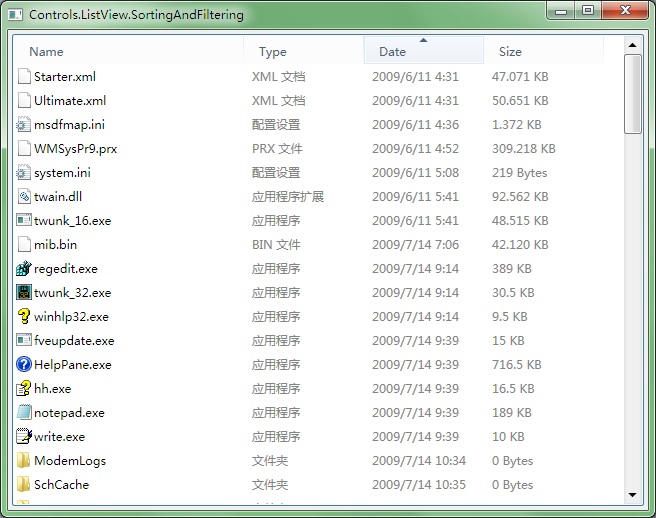 Controls.ListView.SortingAndFiltering
Name Type Date Size
Starter.xml XML 文档 2009/6/11 4:31 47.071 KB
Ultimate.xml XML 文档 2009/6/11 4:31 50.651 KB
msdfmap.ini 配置设置 2009/6/11 4:36 1.372 KB
WMSysPr9.prx PRX 文件 2009/6/11 4:52 309.218 KB
system.ini 配置设置 2009/6/11 5:08 219 Bytes
twain.dll 应用程序扩展 2009/6/11 5:41 92.562 KB
twunk_16.exe 应用程序 2009/6/11 5:41 48.515 KB
mib.bin BIN 文件 2009/7/14 7:06 42.120 KB
regedit.exe 应用程序 2009/7/14 9:14 389 KB
twunk_32.exe 应用程序 2009/7/14 9:14 30.5 KB
winhlp32.exe 应用程序 2009/7/14 9:14 9.5 KB
fveupdate.exe 应用程序 2009/7/14 9:39 15 KB
HelpPane.exe 应用程序 2009/7/14 9:39 716.5 KB
hh.exe 应用程序 2009/7/14 9:39 16.5 KB
notepad.exe 应用程序 2009/7/14 9:39 189 KB
write.exe 应用程序 2009/7/14 9:39 10 KB
ModemLogs 文件夹 2009/7/14 10:34 0 Bytes
SchCache 文件夹 2009/7/14 10:35 0 Bytes